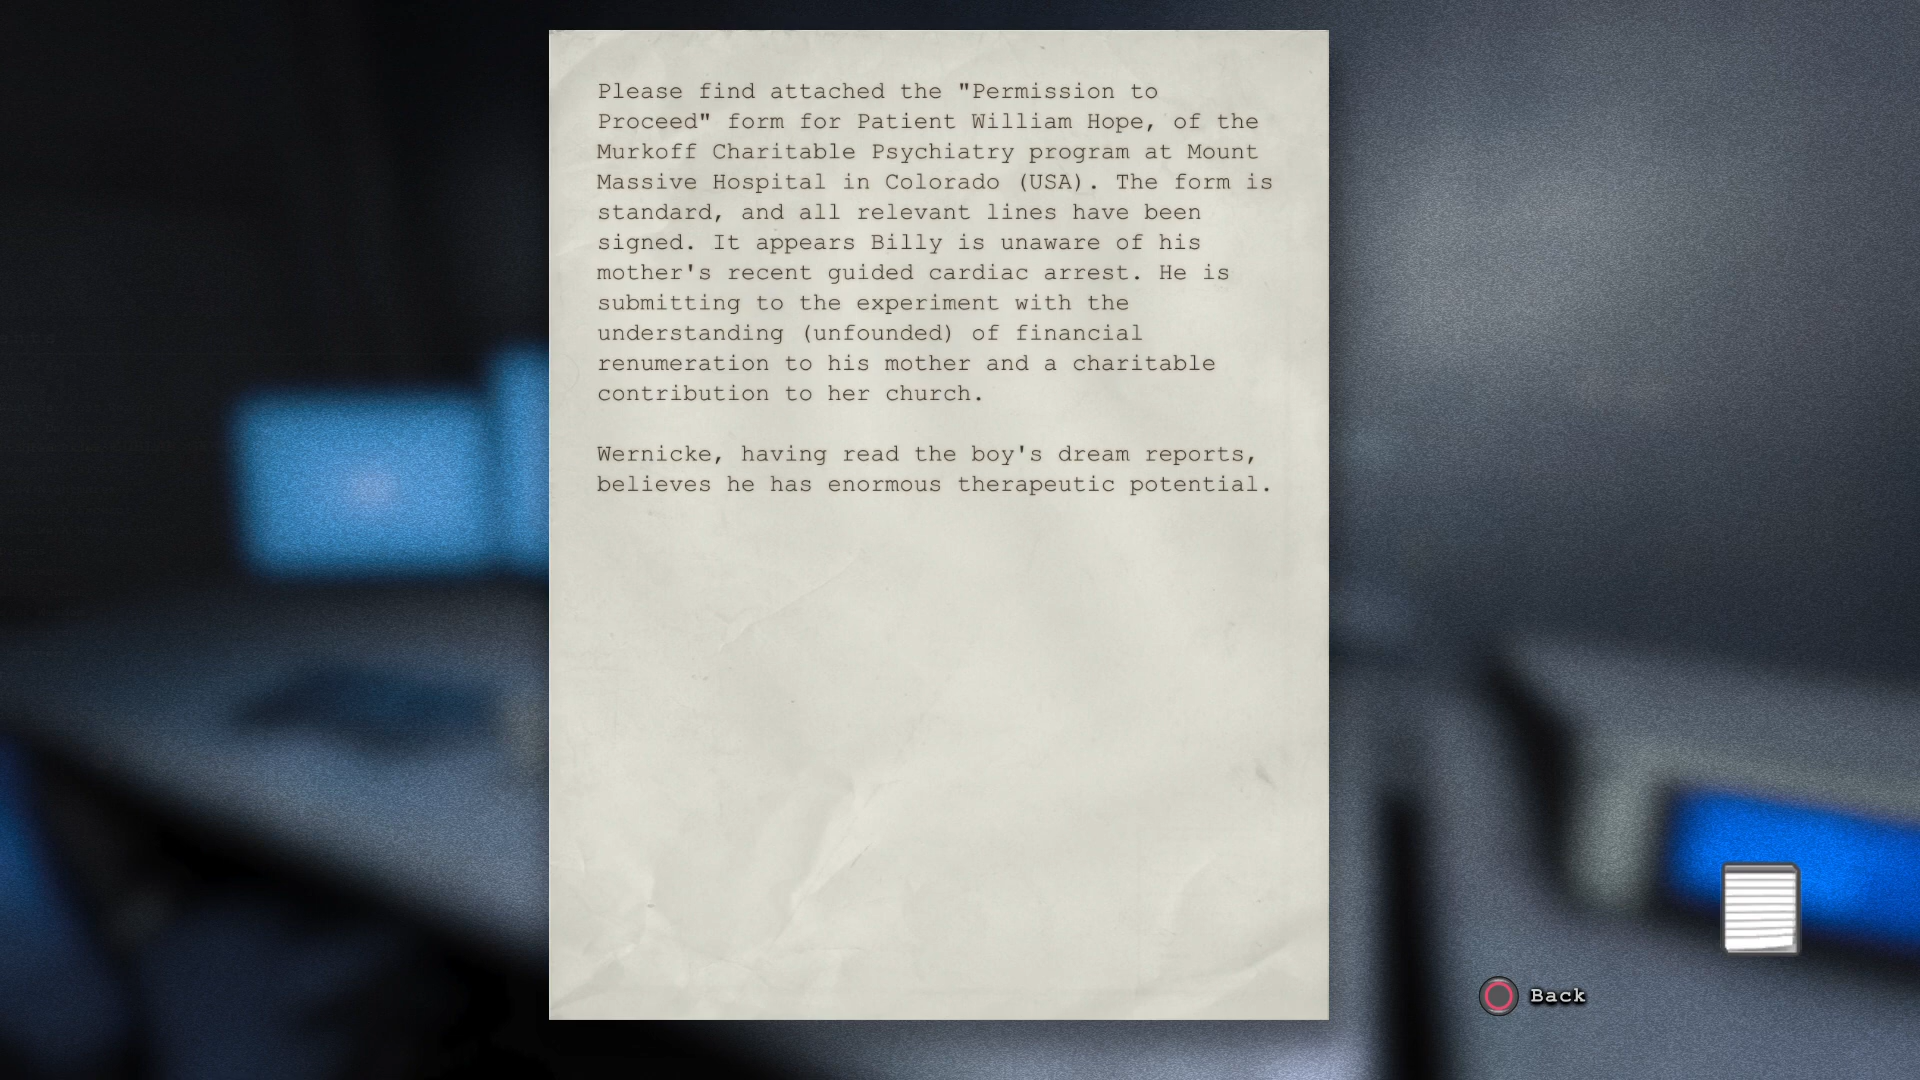 Please find attached the "Permission to
Proceed" form for Patient William Hope, of the
Murkoff Charitable Psychiatry program at Mount
Massive Hospital in Colorado (USA). The form is
standard, and all relevant lines have been
signed. It appears Billy is unaware of his
mother's recent guided cardiac arrest. He is
submitting to the experiment with the
understanding (unfounded) of financial
renumeration to his mother and a charitable
contribution to her church.
Wernicke, having read the boy's dream reports,
believes he has enormous therapeutic potential.
Back